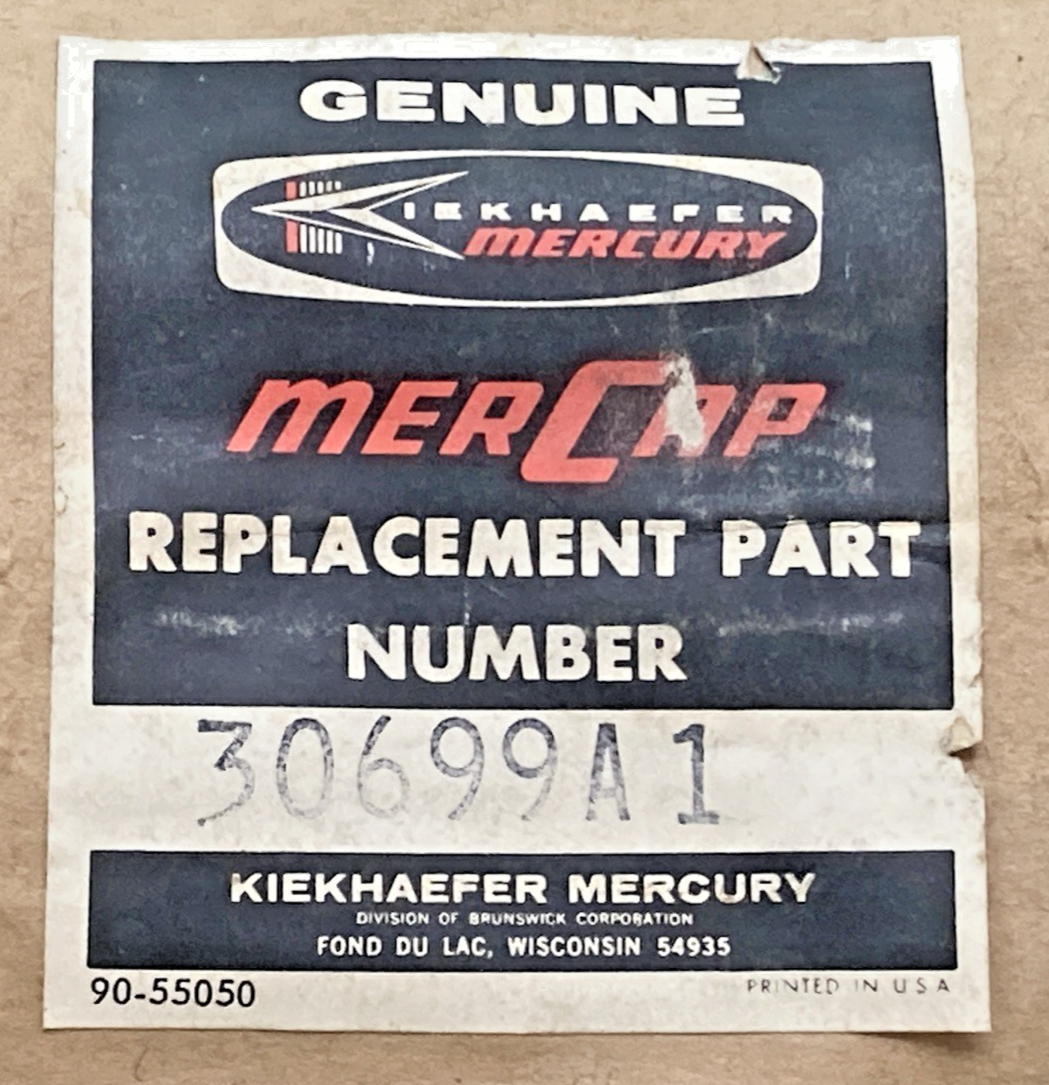 GENUINE
KIEKHAEFER
MERCURY
MERCAP
REPLACEMENT PART
NUMBER
30699A1
KIEKHAEFER MERCURY
DIVISION OF BRUNSWICK CORPORATION
FOND DU LAC, WISCONSIN 54935
90-55050 PRINTED IN U S A